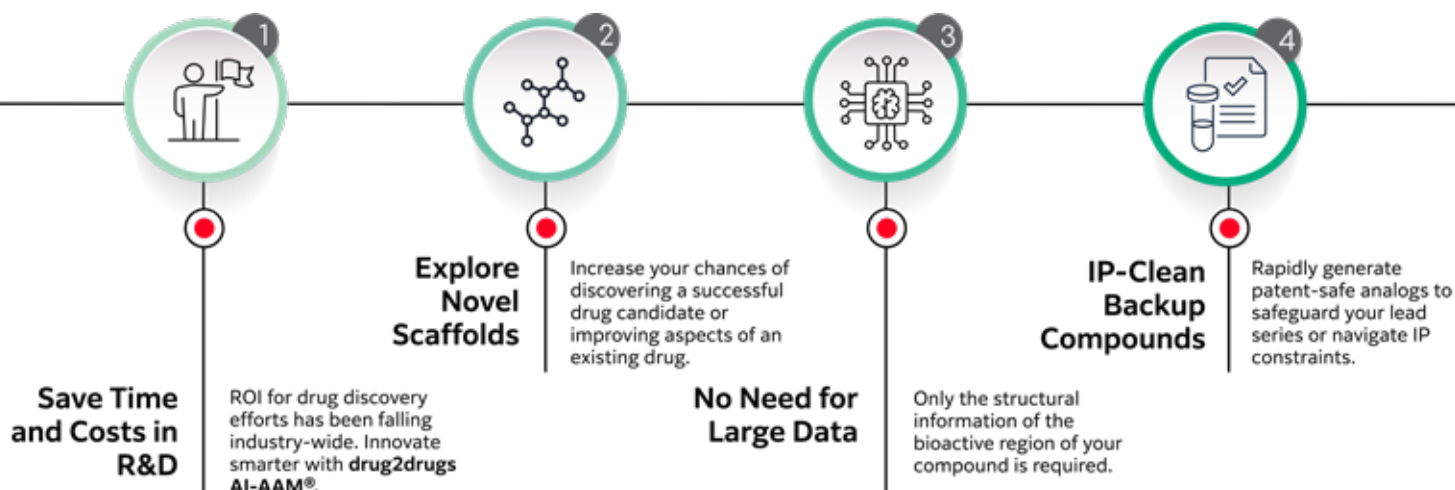 1
2
3
4
Save Time
and Costs in
R&D
ROI for drug discovery
efforts has been falling
industry-wide. Innovate
smarter with drug2drugs
AI-AAM®.
Explore
Novel
Scaffolds
Increase your chances of
discovering a successful
drug candidate or
improving aspects of an
existing drug.
No Need for
Large Data
Only the structural
information of the
bioactive region of your
compound is required.
IP-Clean
Backup
Compounds
Rapidly generate
patent-safe analogs to
safeguard your lead
series or navigate IP
constraints.